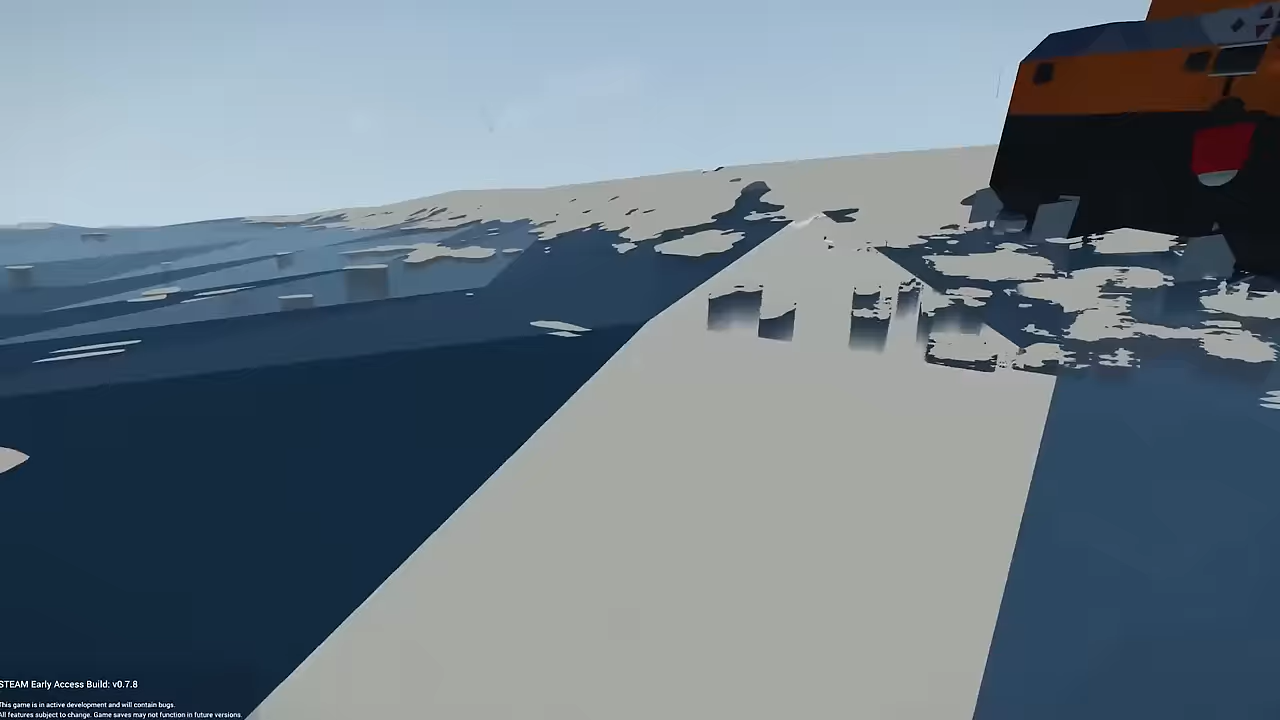 STEAM Early Access Build: v0.7.8
This game is in active development and will contain bugs.
All features subject to change. Game saves may not function in future versions.